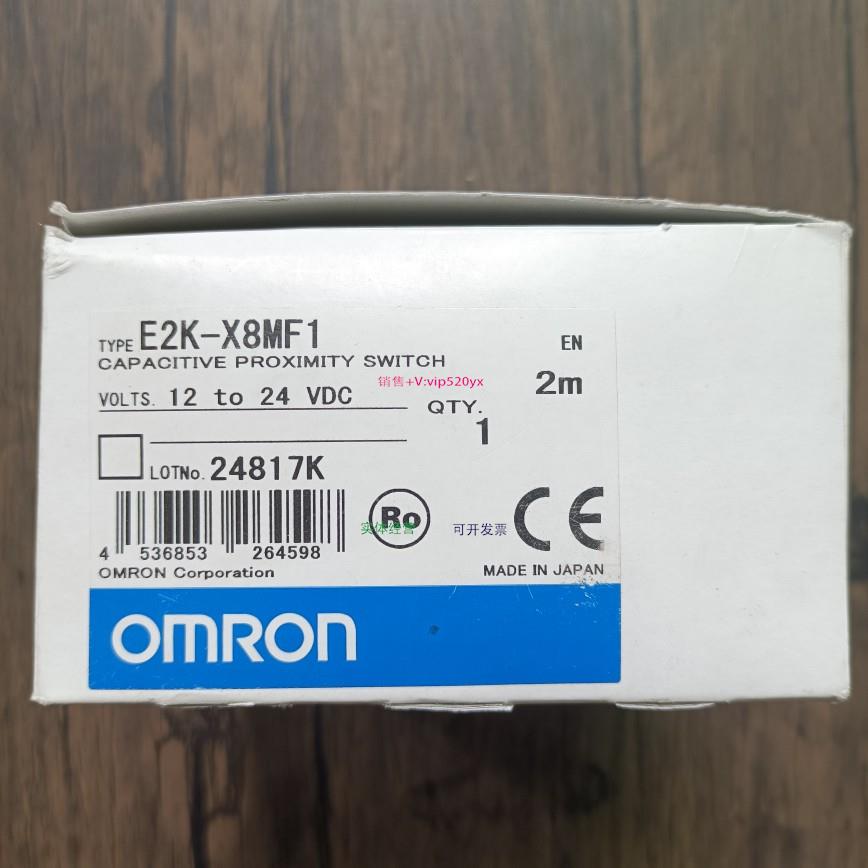 TYPE E2K-X8MF1
EN
CAPACITIVE PROXIMITY SWITCH
销售+V:vip520yx
2m
VOLTS. 12 to 24 VDC
QTY.
1
LOTNo. 24817K
Ro
实体经营
可开发票
CE
4 536853 264598
OMRON Corporation
MADE IN JAPAN
OMRON